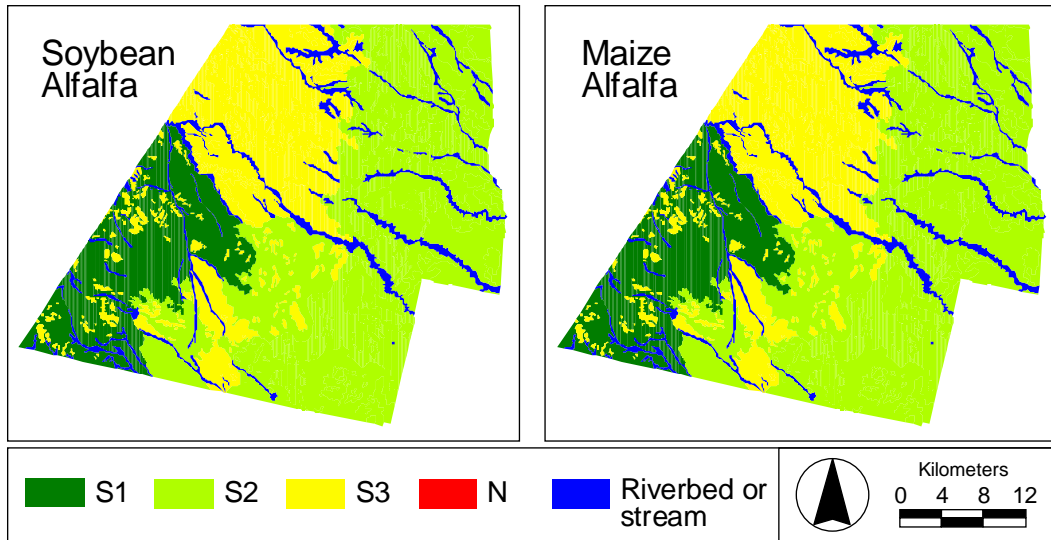 Soybean
Alfalfa
Maize
Alfalfa
S1
S2
S3
N
Riverbed or
stream
Kilometers
0 4 8 12